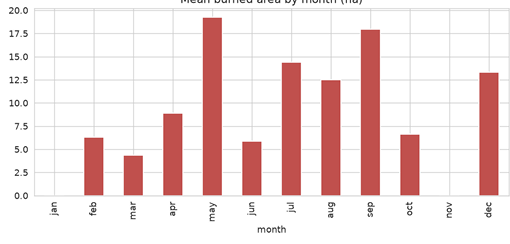 Mean burned area by month (ha)
20.0
17.5
15.0
12.5
10.0
7.5
5.0
2.5
0.0
jan
feb
mar
apr
may
jun
jul
aug
sep
oct
nov
dec
month